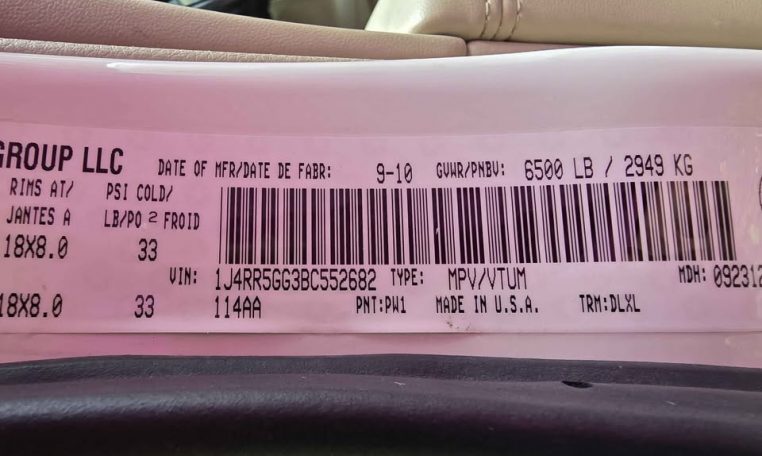 GROUP LLC DATE OF MFR/DATE DE FABR: 9-10 GVWR/PNBV: 6500 LB / 2949 KG
RIMS AT/ PSI COLD/
JANTES A LB/PO 2 FROID
18X8.0 33
VIN: 1J4RR5GG3BC552682 TYPE: MPV/VTUM MDH: 092312
18X8.0 33 114AA PNT:PW1 MADE IN U.S.A. TRM:DLXL